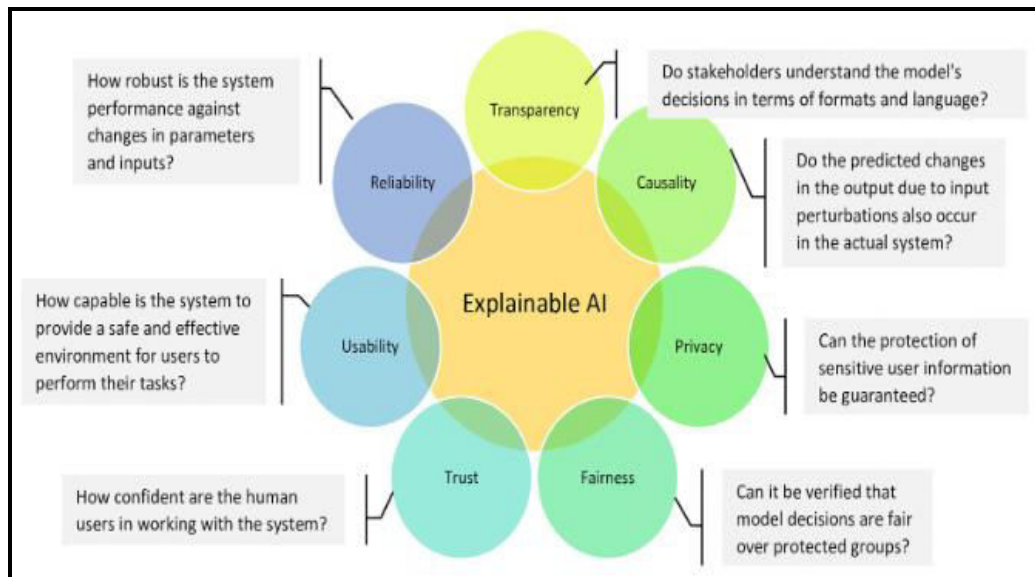 How robust is the system
performance against
changes in parameters
and inputs?
Transparency
Do stakeholders understand the model's
decisions in terms of formats and language?
Reliability
Causality
Do the predicted changes
in the output due to input
perturbations also occur
in the actual system?
How capable is the system to
provide a safe and effective
environment for users to
perform their tasks?
Explainable AI
Usability
Privacy
Can the protection of
sensitive user information
be guaranteed?
Trust
Fairness
How confident are the human
users in working with the system?
Can it be verified that
model decisions are fair
over protected groups?